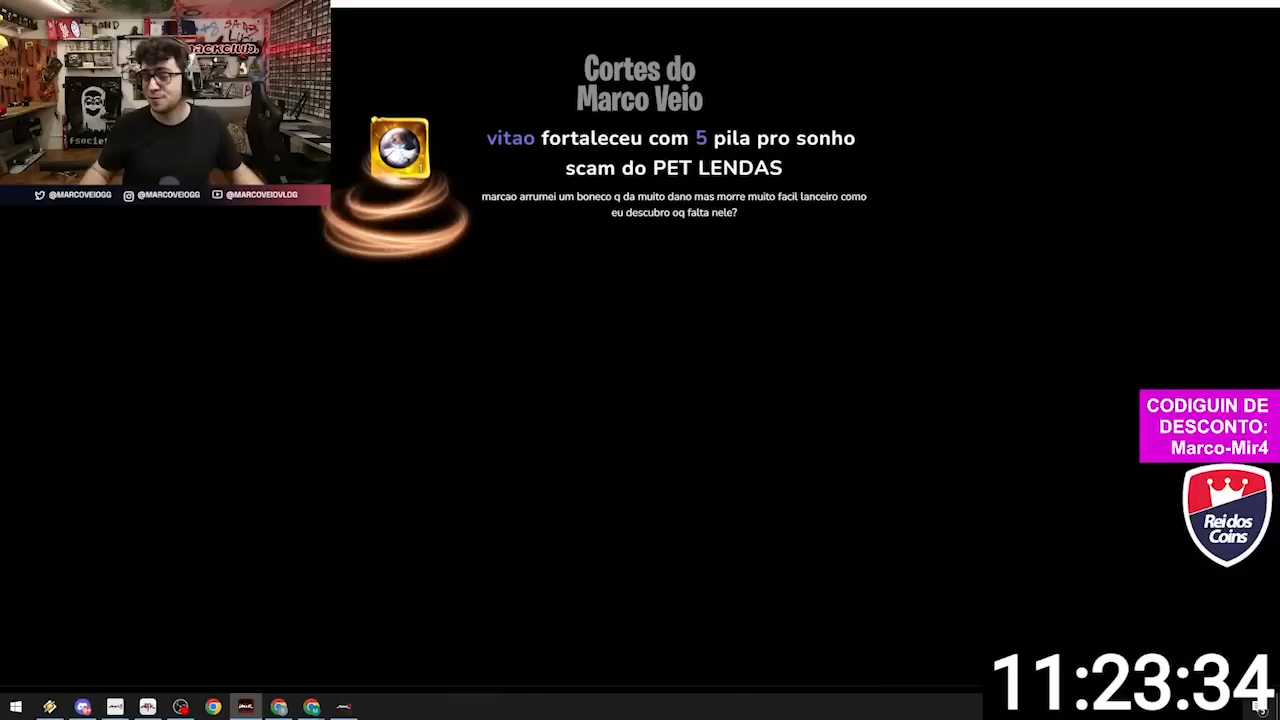 hackclub.
Fsociety
@MARCOVEIOGG
@MARCOVEIOGG
@MARCOVEIOVLOG
Cortes do
Marco Veio
vitao fortaleceu com 5 pila pro sonho
scam do PET LENDAS
marcao arrumei um boneco q da muito dano mas morre muito facil lanceiro como
eu descubro oq falta nele?
CODIGUIN DE
DESCONTO:
Marco-Mir4
Rei dos
Coins
11:23:34